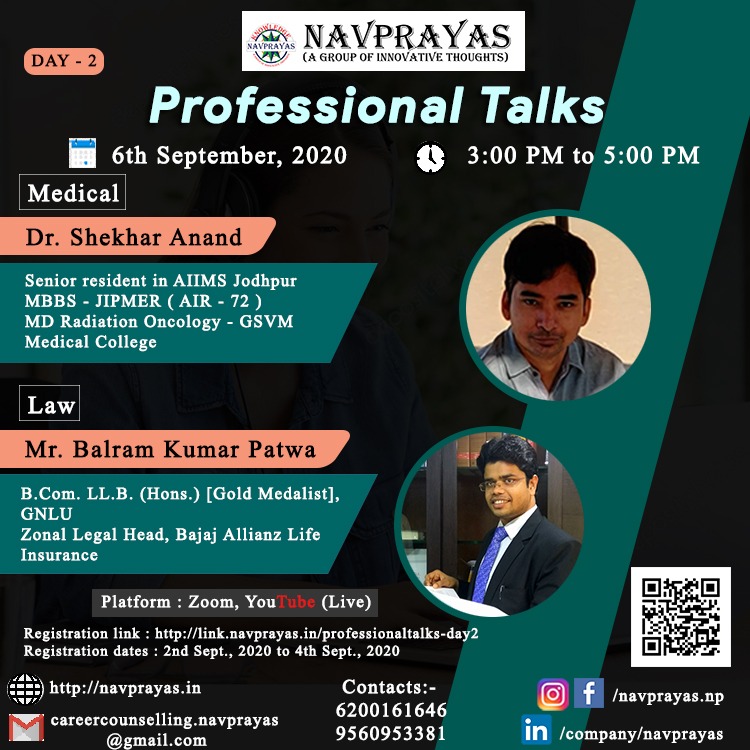 KNOWLEDGE
NAVPRAYAS
NAVPRAYAS
(A GROUP OF INNOVATIVE THOUGHTS)
DAY - 2
Professional Talks
6th September, 2020
3:00 PM to 5:00 PM
Medical
Dr. Shekhar Anand
Senior resident in AIIMS Jodhpur
MBBS - JIPMER ( AIR - 72 )
MD Radiation Oncology - GSVM
Medical College
Law
Mr. Balram Kumar Patwa
B.Com. LL.B. (Hons.) [Gold Medalist],
GNLU
Zonal Legal Head, Bajaj Allianz Life
Insurance
Platform : Zoom, YouTube (Live)
Registration link : http://link.navprayas.in/professionaltalks-day2
Registration dates : 2nd Sept., 2020 to 4th Sept., 2020
http://navprayas.in
careercounselling.navprayas
@gmail.com
Contacts:-
6200161646
9560953381
/navprayas.np
/company/navprayas